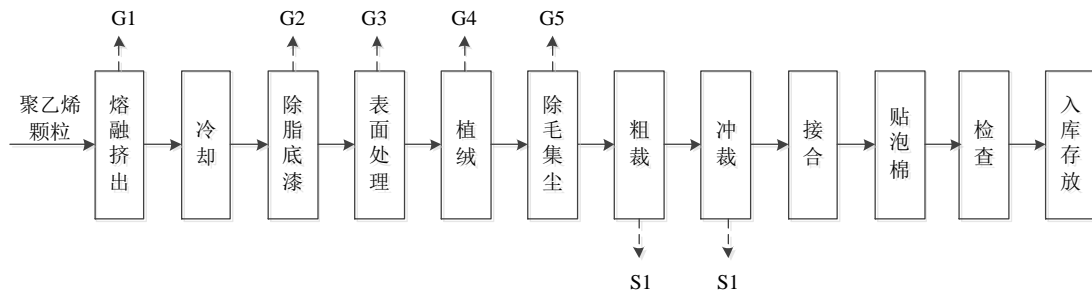 G1
G2
G3
G4
G5
聚乙烯
颗粒
熔融挤出
冷却
除脂底漆
表面处理
植绒
除毛集尘
粗裁
冲裁
接合
贴泡棉
检查
入库存放
S1
S1